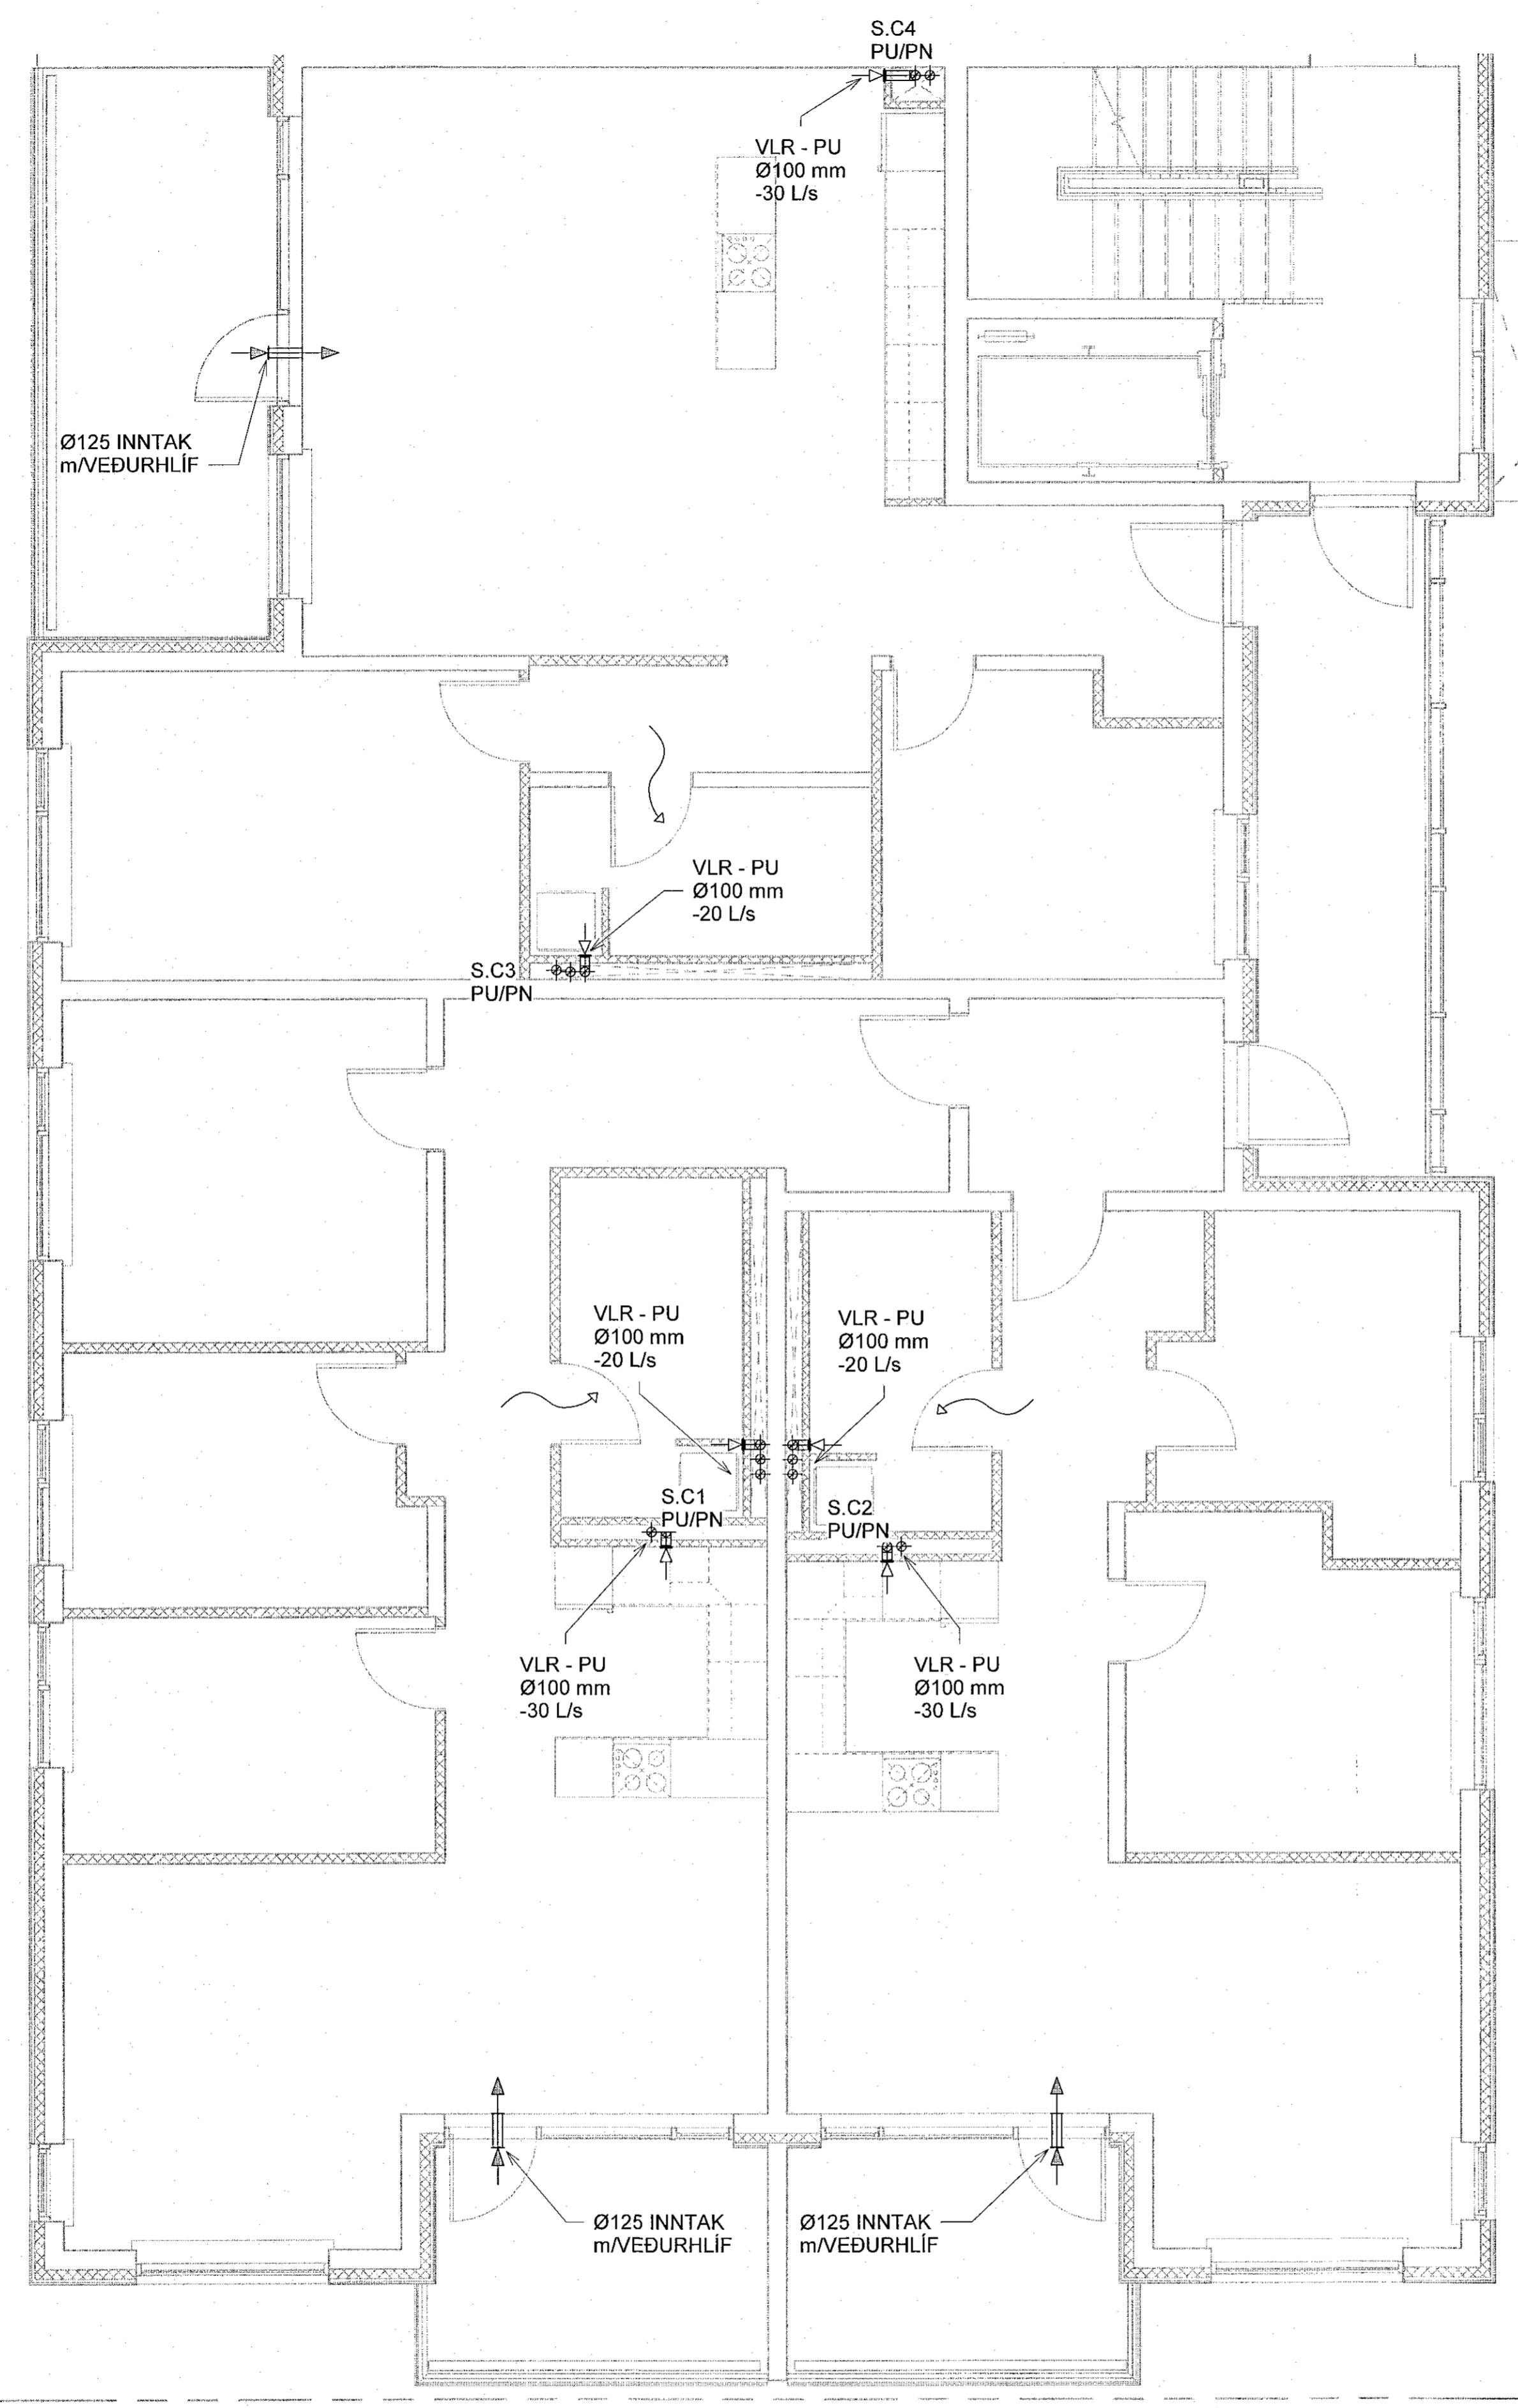 S.C4
PU/PN
VLR - PU
Ø100 mm
-30 L/s
Ø125 INNTAK
m/VEÐURHLÍF
VLR - PU
Ø100 mm
-20 L/s
S.C3
PU/PN
VLR - PU
Ø100 mm
-20 L/s
VLR - PU
Ø100 mm
-20 L/s
S.C1
PU/PN
S.C2
PU/PN
VLR - PU
Ø100 mm
-30 L/s
VLR - PU
Ø100 mm
-30 L/s
Ø125 INNTAK
m/VEÐURHLÍF
Ø125 INNTAK
m/VEÐURHLÍF